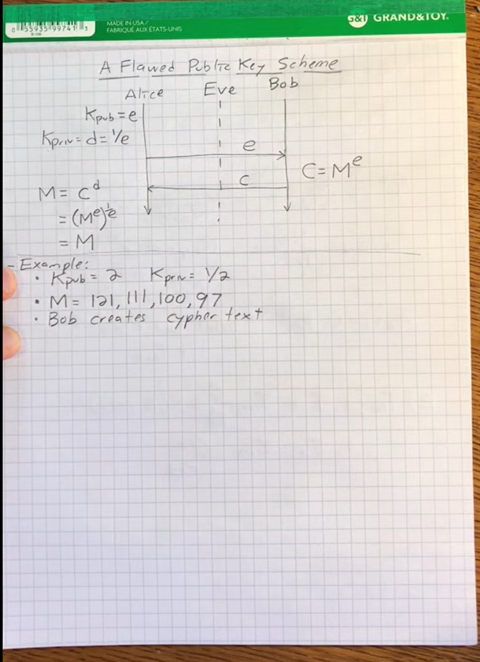 MADE IN USA /
FABRIQUÉ AUX ÉTATS-UNIS
G&T GRAND&TOY.
A Flawed Public Key Scheme
Alice Eve Bob
Kpub = e
Kpriv = d = 1/e
e
C = M^e
C
M = C^d
= (M^e)^1/e
= M
- Example:
• Kpub = 2 Kpriv = 1/2
• M = 121, 111, 100, 97
• Bob creates cypher text